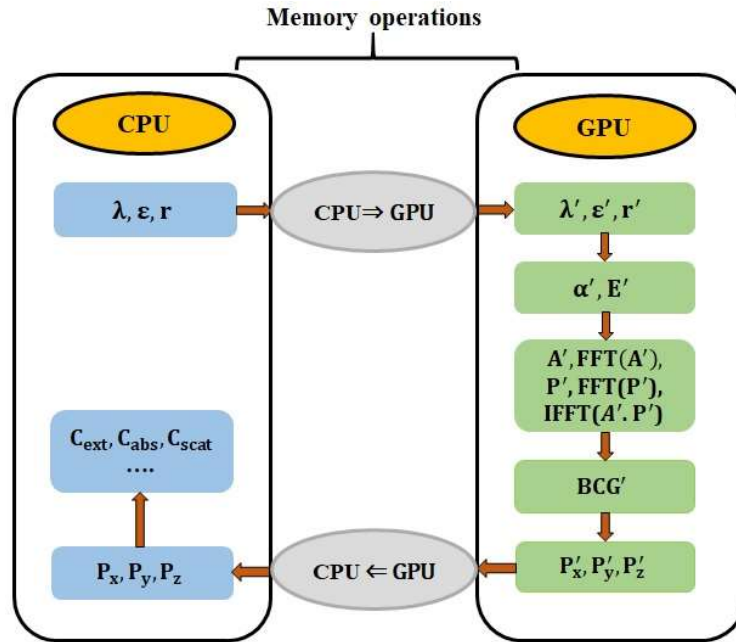 Memory operations
CPU
GPU
λ, ε, r
CPU⇒ GPU
λ′, ε′, r′
α′, E′
A′, FFT(A′),
P′, FFT(P′),
IFFT(A′. P′)
C_ext, C_abs, C_scat
....
BCG′
P_x, P_y, P_z
CPU ⇐ GPU
P′_x, P′_y, P′_z